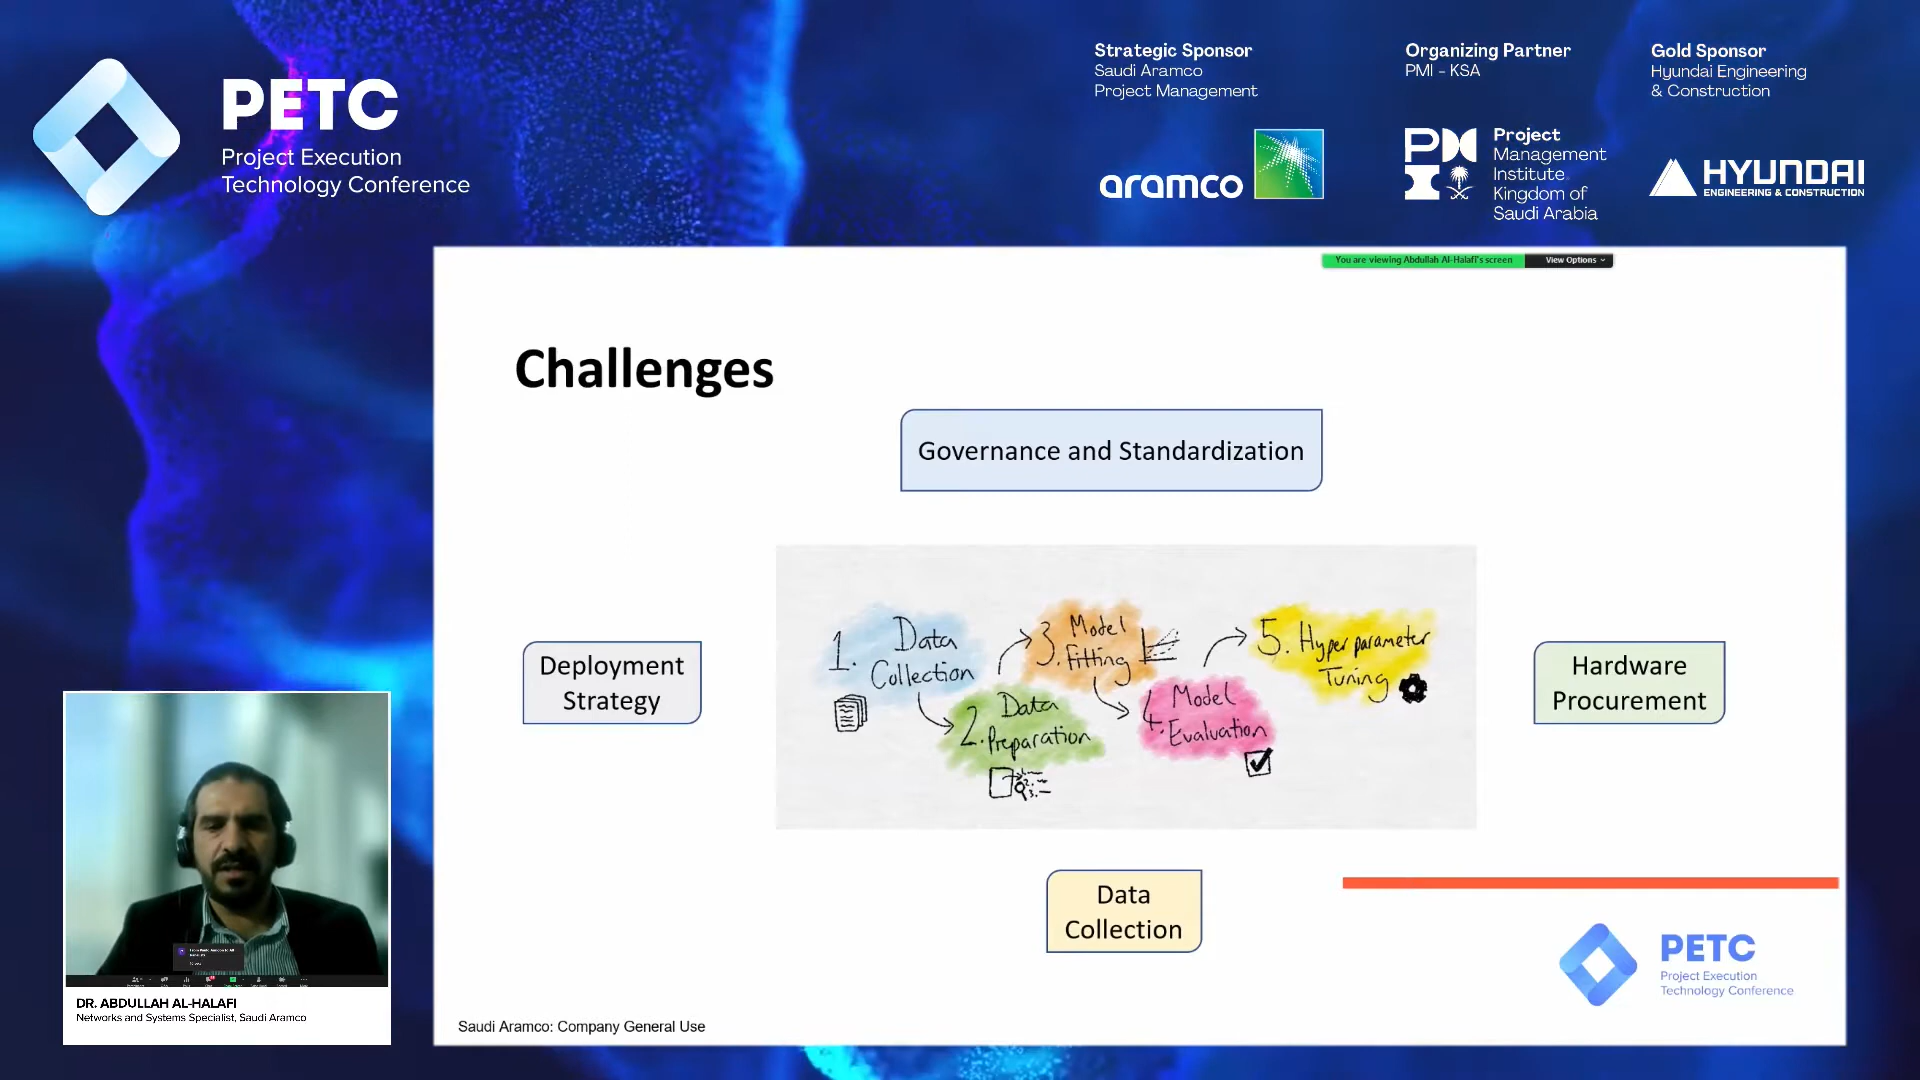 PETC
Project Execution
Technology Conference
Strategic Sponsor
Saudi Aramco
Project Management
aramco
Organizing Partner
PMI - KSA
Project
Management
Institute
Kingdom of
Saudi Arabia
Gold Sponsor
Hyundai Engineering
& Construction
HYUNDAI
ENGINEERING & CONSTRUCTION
You are viewing Abdullah Al-Halafi's screen
View Options
Challenges
Governance and Standardization
Deployment
Strategy
1. Data
Collection
2. Data
Preparation
3. Model
Fitting
4. Model
Evaluation
5. Hyperparameter
Tuning
Hardware
Procurement
Data
Collection
PETC
Project Execution
Technology Conference
Saudi Aramco: Company General Use
DR. ABDULLAH AL-HALAFI
Networks and Systems Specialist, Saudi Aramco